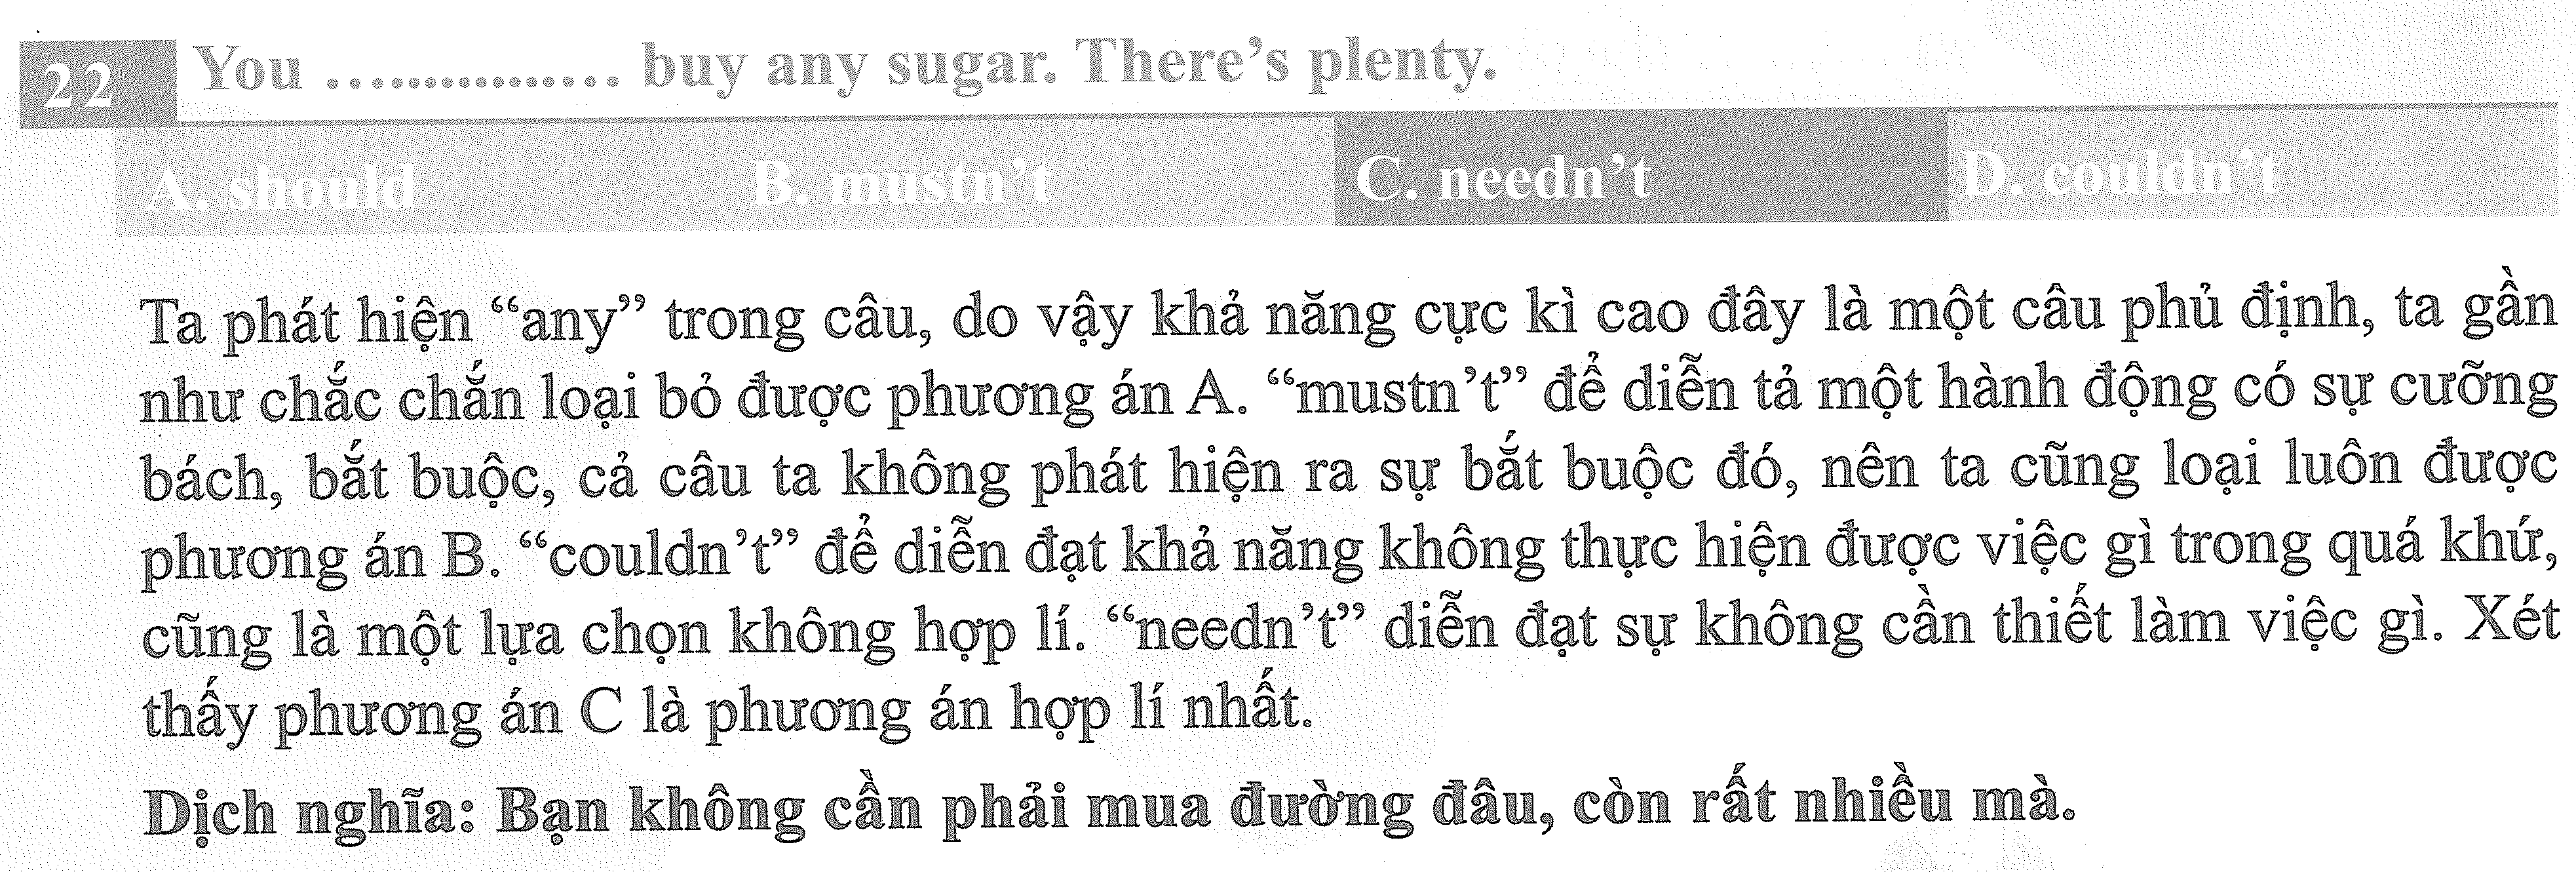 22 You ................ buy any sugar. There’s plenty.
A. should B. mustn’t C. needn’t D. couldn’t
Ta phát hiện “any” trong câu, do vậy khả năng cực kì cao đây là một câu phủ định, ta gần
như chắc chắn loại bỏ được phương án A. “mustn’t” để diễn tả một hành động có sự cưỡng
bách, bắt buộc, cả câu ta không phát hiện ra sự bắt buộc đó, nên ta cũng loại luôn được
phương án B. “couldn’t” để diễn đạt khả năng không thực hiện được việc gì trong quá khứ,
cũng là một lựa chọn không hợp lí. “needn’t” diễn đạt sự không cần thiết làm việc gì. Xét
thấy phương án C là phương án hợp lí nhất.
Dịch nghĩa: Bạn không cần phải mua đường đâu, còn rất nhiều mà.